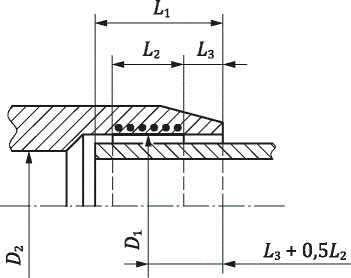 L₁
L₂
L₃
D₂
D₁
L₃ + 0,5L₂